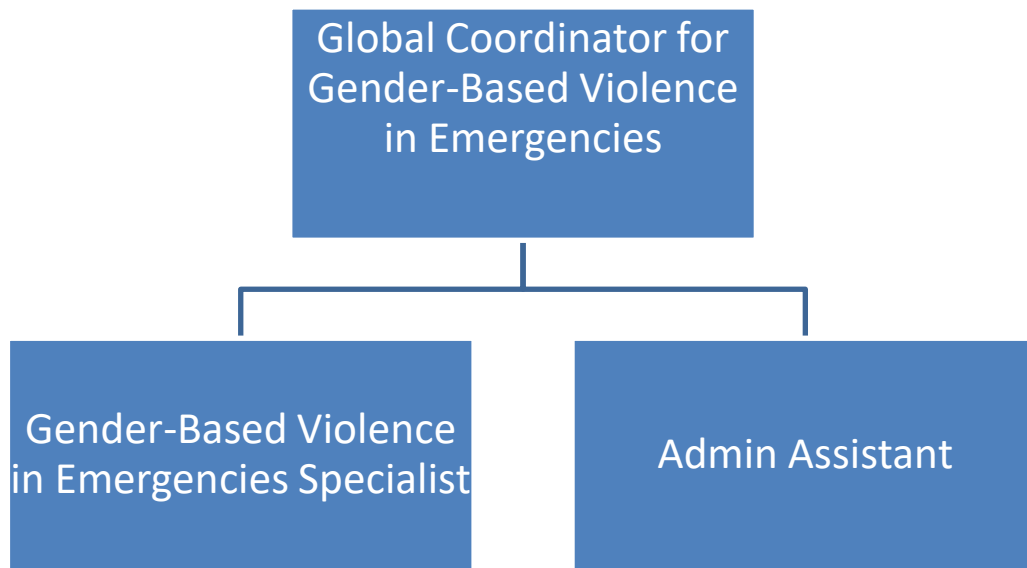 Global Coordinator for
Gender-Based Violence
in Emergencies
Gender-Based Violence
in Emergencies Specialist
Admin Assistant